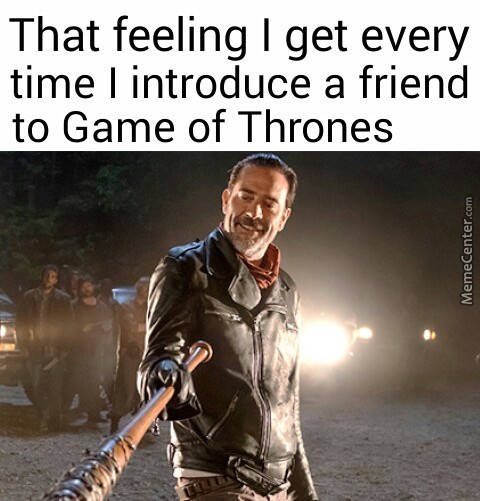 That feeling I get every
time I introduce a friend
to Game of Thrones
MemeCenter.com